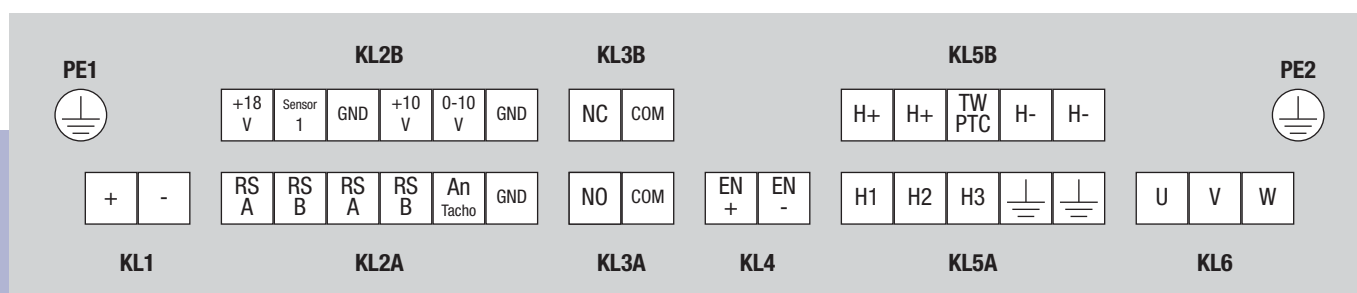 KL2B KL3B KL5B
PE1 PE2
+18 V Sensor 1 GND +10 V 0-10 V GND NC COM H+ H+ TW PTC H- H-
+ - RS A RS B RS A RS B An Tacho GND NO COM EN + EN - H1 H2 H3 U V W
KL1 KL2A KL3A KL4 KL5A KL6